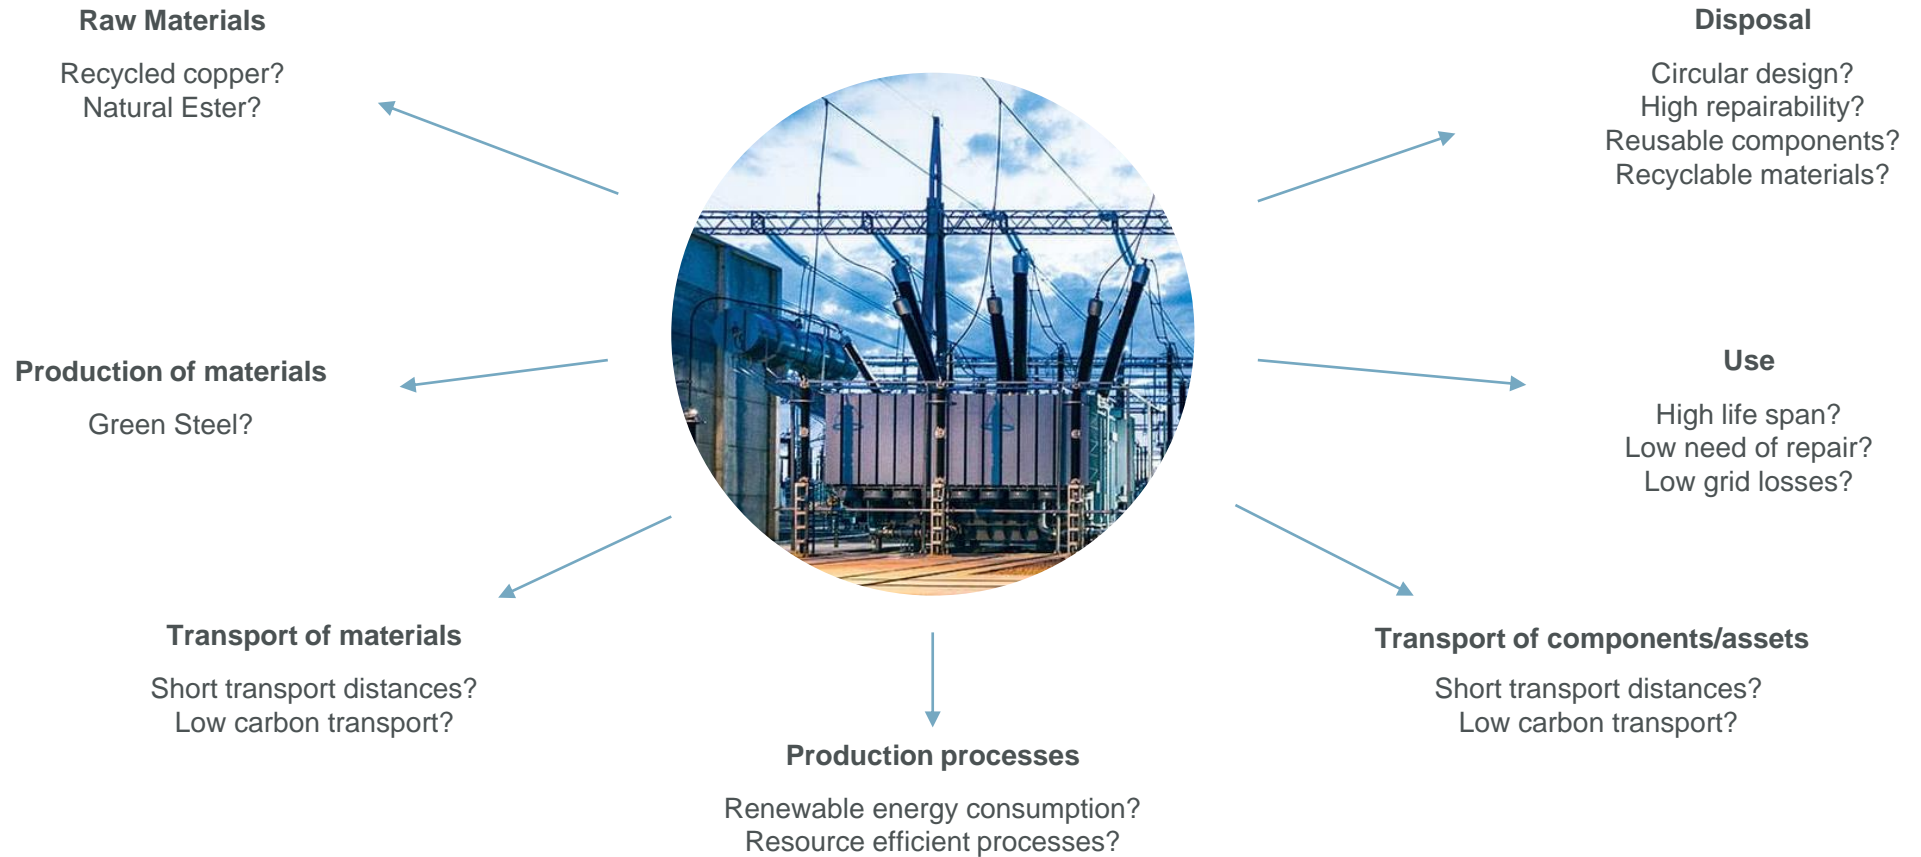 Raw Materials
Recycled copper?
Natural Ester?
Production of materials
Green Steel?
Transport of materials
Short transport distances?
Low carbon transport?
Production processes
Renewable energy consumption?
Resource efficient processes?
Transport of components/assets
Short transport distances?
Low carbon transport?
Use
High life span?
Low need of repair?
Low grid losses?
Disposal
Circular design?
High repairability?
Reusable components?
Recyclable materials?